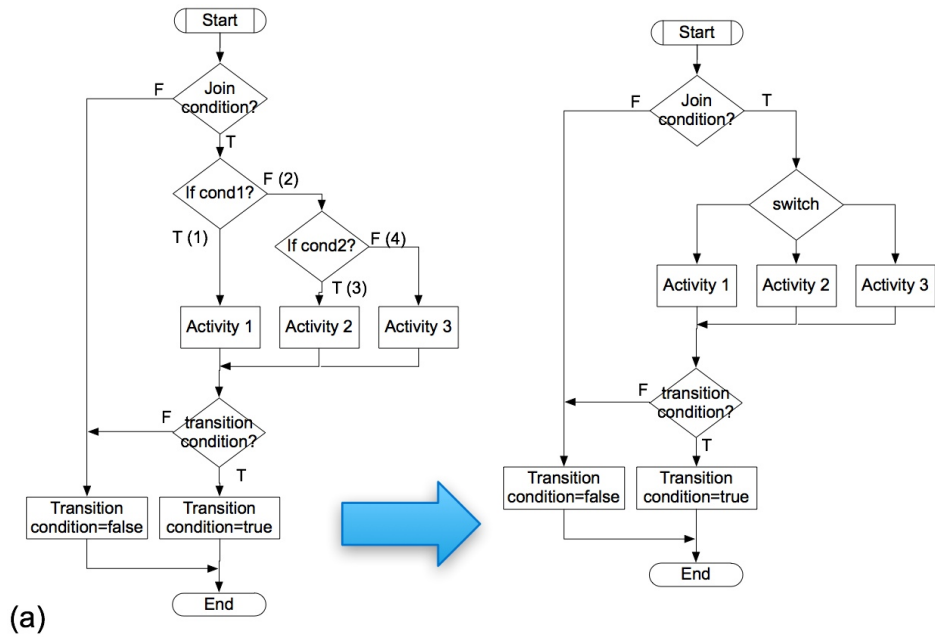 Start
Join
condition?
F
T
If cond1?
F (2)
T (1)
If cond2?
F (4)
T (3)
Activity 1
Activity 2
Activity 3
transition
condition?
F
T
Transition
condition=false
Transition
condition=true
End
(a)
Start
Join
condition?
F
T
switch
Activity 1
Activity 2
Activity 3
transition
condition?
F
T
Transition
condition=false
Transition
condition=true
End